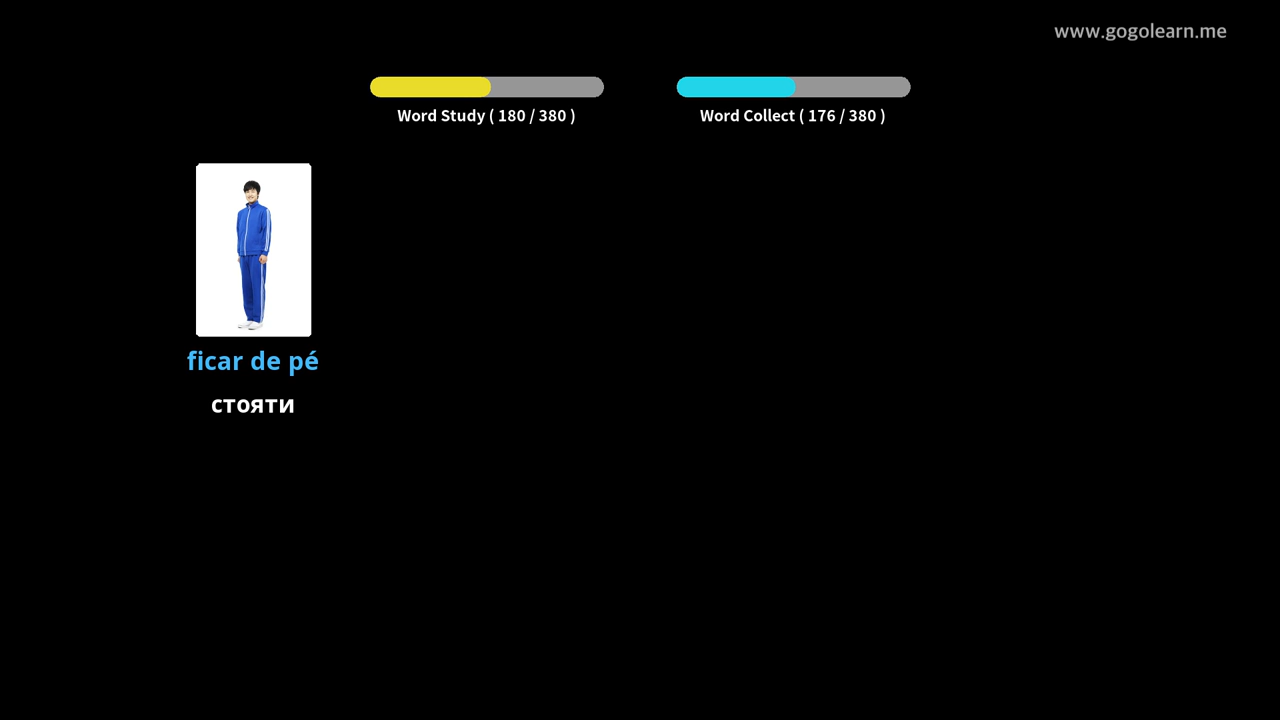 www.gogolearn.me
Word Study ( 180 / 380 )
Word Collect ( 176 / 380 )
ficar de pé
стояти